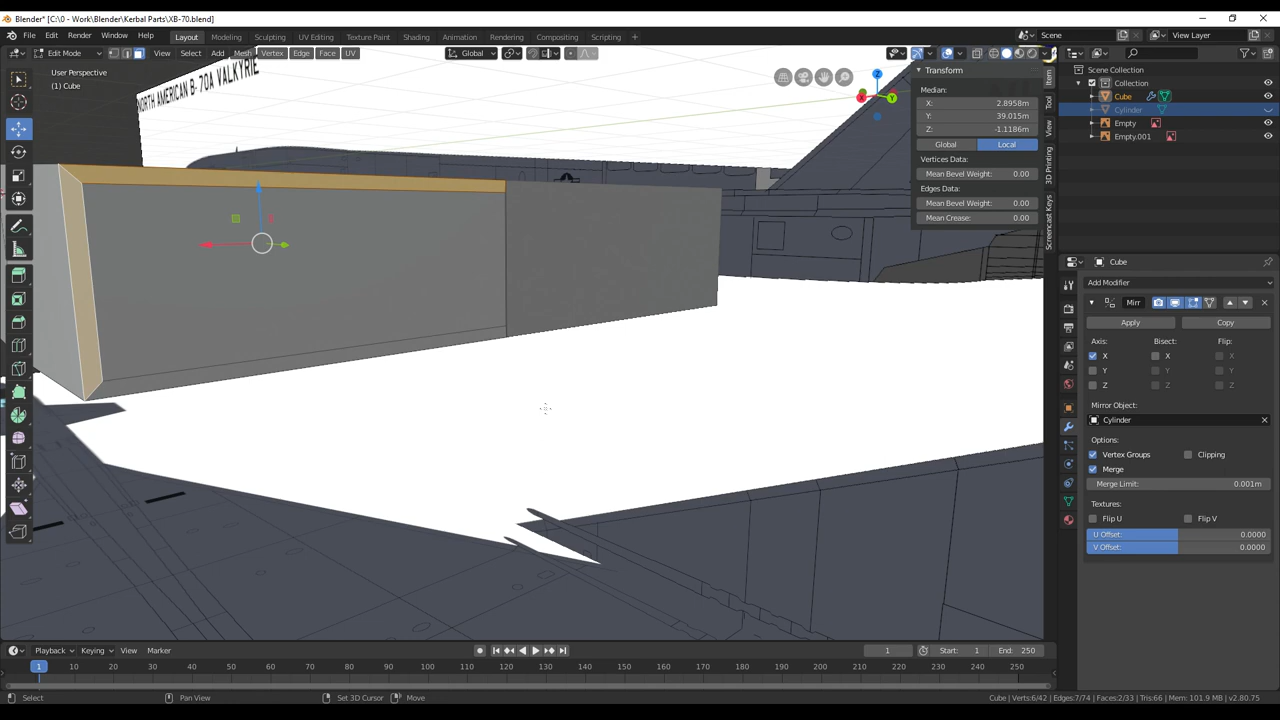 Blender* [C:\0 - Work\Blender\Kerbal Parts\XB-70.blend]
File Edit Render Window Help Layout Modeling Sculpting UV Editing Texture Paint Shading Animation Rendering Compositing Scripting + Scene View Layer
Edit Mode View Select Add Mesh Vertex Edge Face UV Global
User Perspective
(1) Cube
NORTH AMERICAN B-70A VALKYRIE
Z
X
Y
Transform
Median:
X: 2.8958m
Y: 39.015m
Z: -1.1186m
Global Local
Vertices Data:
Mean Bevel Weight: 0.00
Edges Data:
Mean Bevel Weight: 0.00
Mean Crease: 0.00
Item
Tool
View
3D Printing
Screencast Keys
Scene Collection
Collection
Cube
Cylinder
Empty
Empty.001
Cube
Add Modifier
Mirr
Apply Copy
Axis: Bisect: Flip:
X X X
Y Y Y
Z Z Z
Mirror Object:
Cylinder
Options:
Vertex Groups Clipping
Merge
Merge Limit: 0.001m
Textures:
Flip U Flip V
U Offset: 0.0000
V Offset: 0.0000
Playback Keying View Marker 1 Start: 1 End: 250
1 10 20 30 40 50 60 70 80 90 100 110 120 130 140 150 160 170 180 190 200 210 220 230 240 250
Select Pan View Set 3D Cursor Move Cube | Verts:6/42 | Edges:7/74 | Faces:2/33 | Tris:66 | Mem: 101.9 MB | v2.80.75